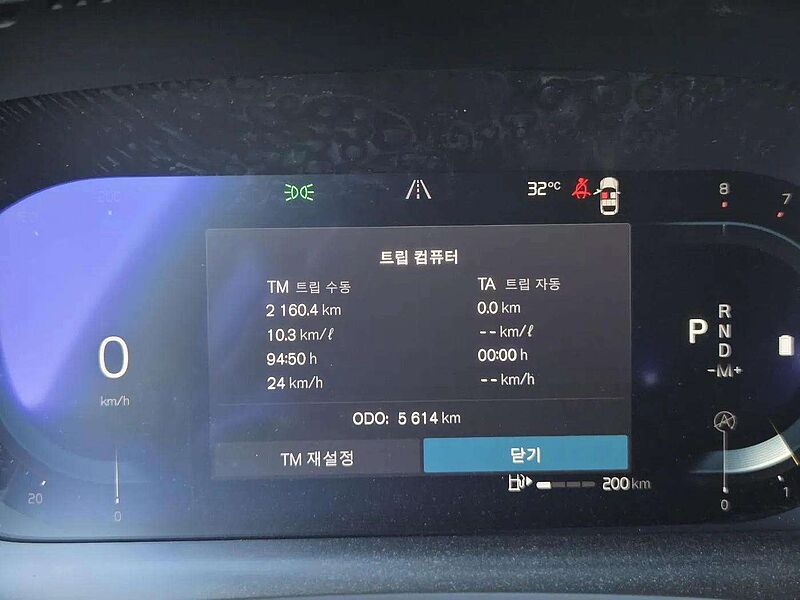 32°C
8
7
트립 컴퓨터
TM 트립 수동
TA 트립 자동
2 160.4 km
0.0 km
10.3 km/ℓ
-- km/ℓ
94:50 h
00:00 h
24 km/h
-- km/h
0
km/h
P
R
N
D
-M+
ODO: 5 614 km
TM 재설정
닫기
200 km
20
0
A
0
1